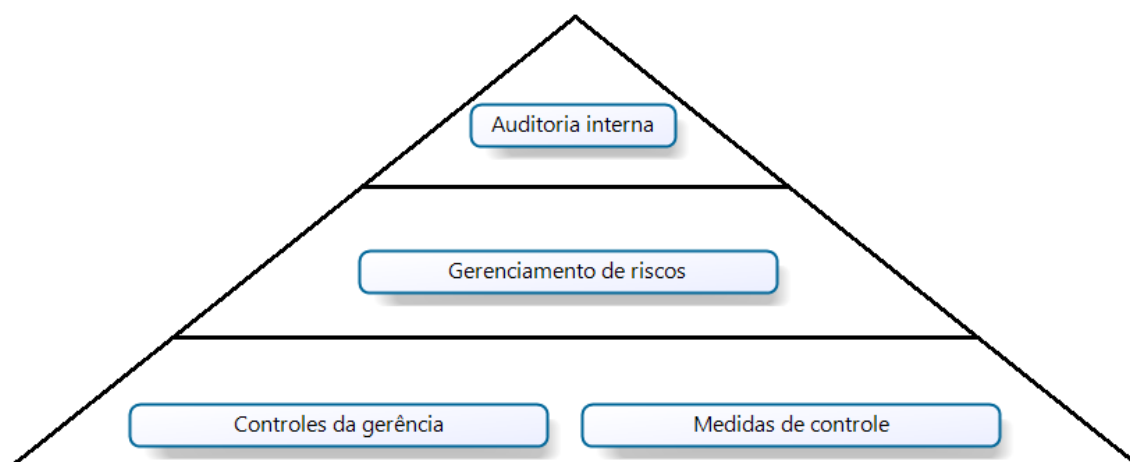 Auditoria interna
Gerenciamento de riscos
Controles da gerência
Medidas de controle